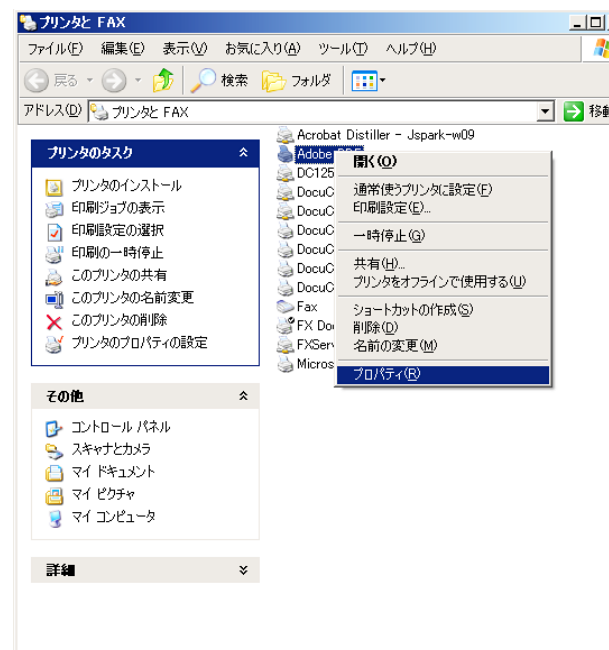 プリンタと FAX
ファイル(F) 編集(E) 表示(V) お気に入り(A) ツール(T) ヘルプ(H)
戻る 検索 フォルダ
アドレス(D) プリンタと FAX 移動
プリンタのタスク
プリンタのインストール
印刷ジョブの表示
印刷設定の選択
印刷の一時停止
このプリンタの共有
このプリンタの名前変更
このプリンタの削除
プリンタのプロパティの設定
その他
コントロール パネル
スキャナとカメラ
マイ ドキュメント
マイ ピクチャ
マイ コンピュータ
詳細
Acrobat Distiller - Jspark-w09
Adobe PDF
DC125
DocuC
DocuC
DocuC
DocuC
DocuC
DocuC
Fax
FX Do
FXSer
Micros
開く(O)
通常使うプリンタに設定(F)
印刷設定(E)...
一時停止(G)
共有(H)...
プリンタをオフラインで使用する(U)
ショートカットの作成(S)
削除(D)
名前の変更(M)
プロパティ(R)